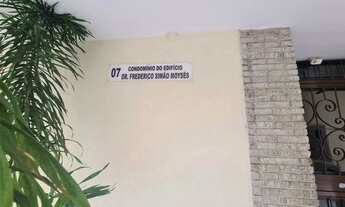 07 CONDOMÍNIO DO EDIFÍCIO
DR. FREDERICO SIMÃO MOYSÉS